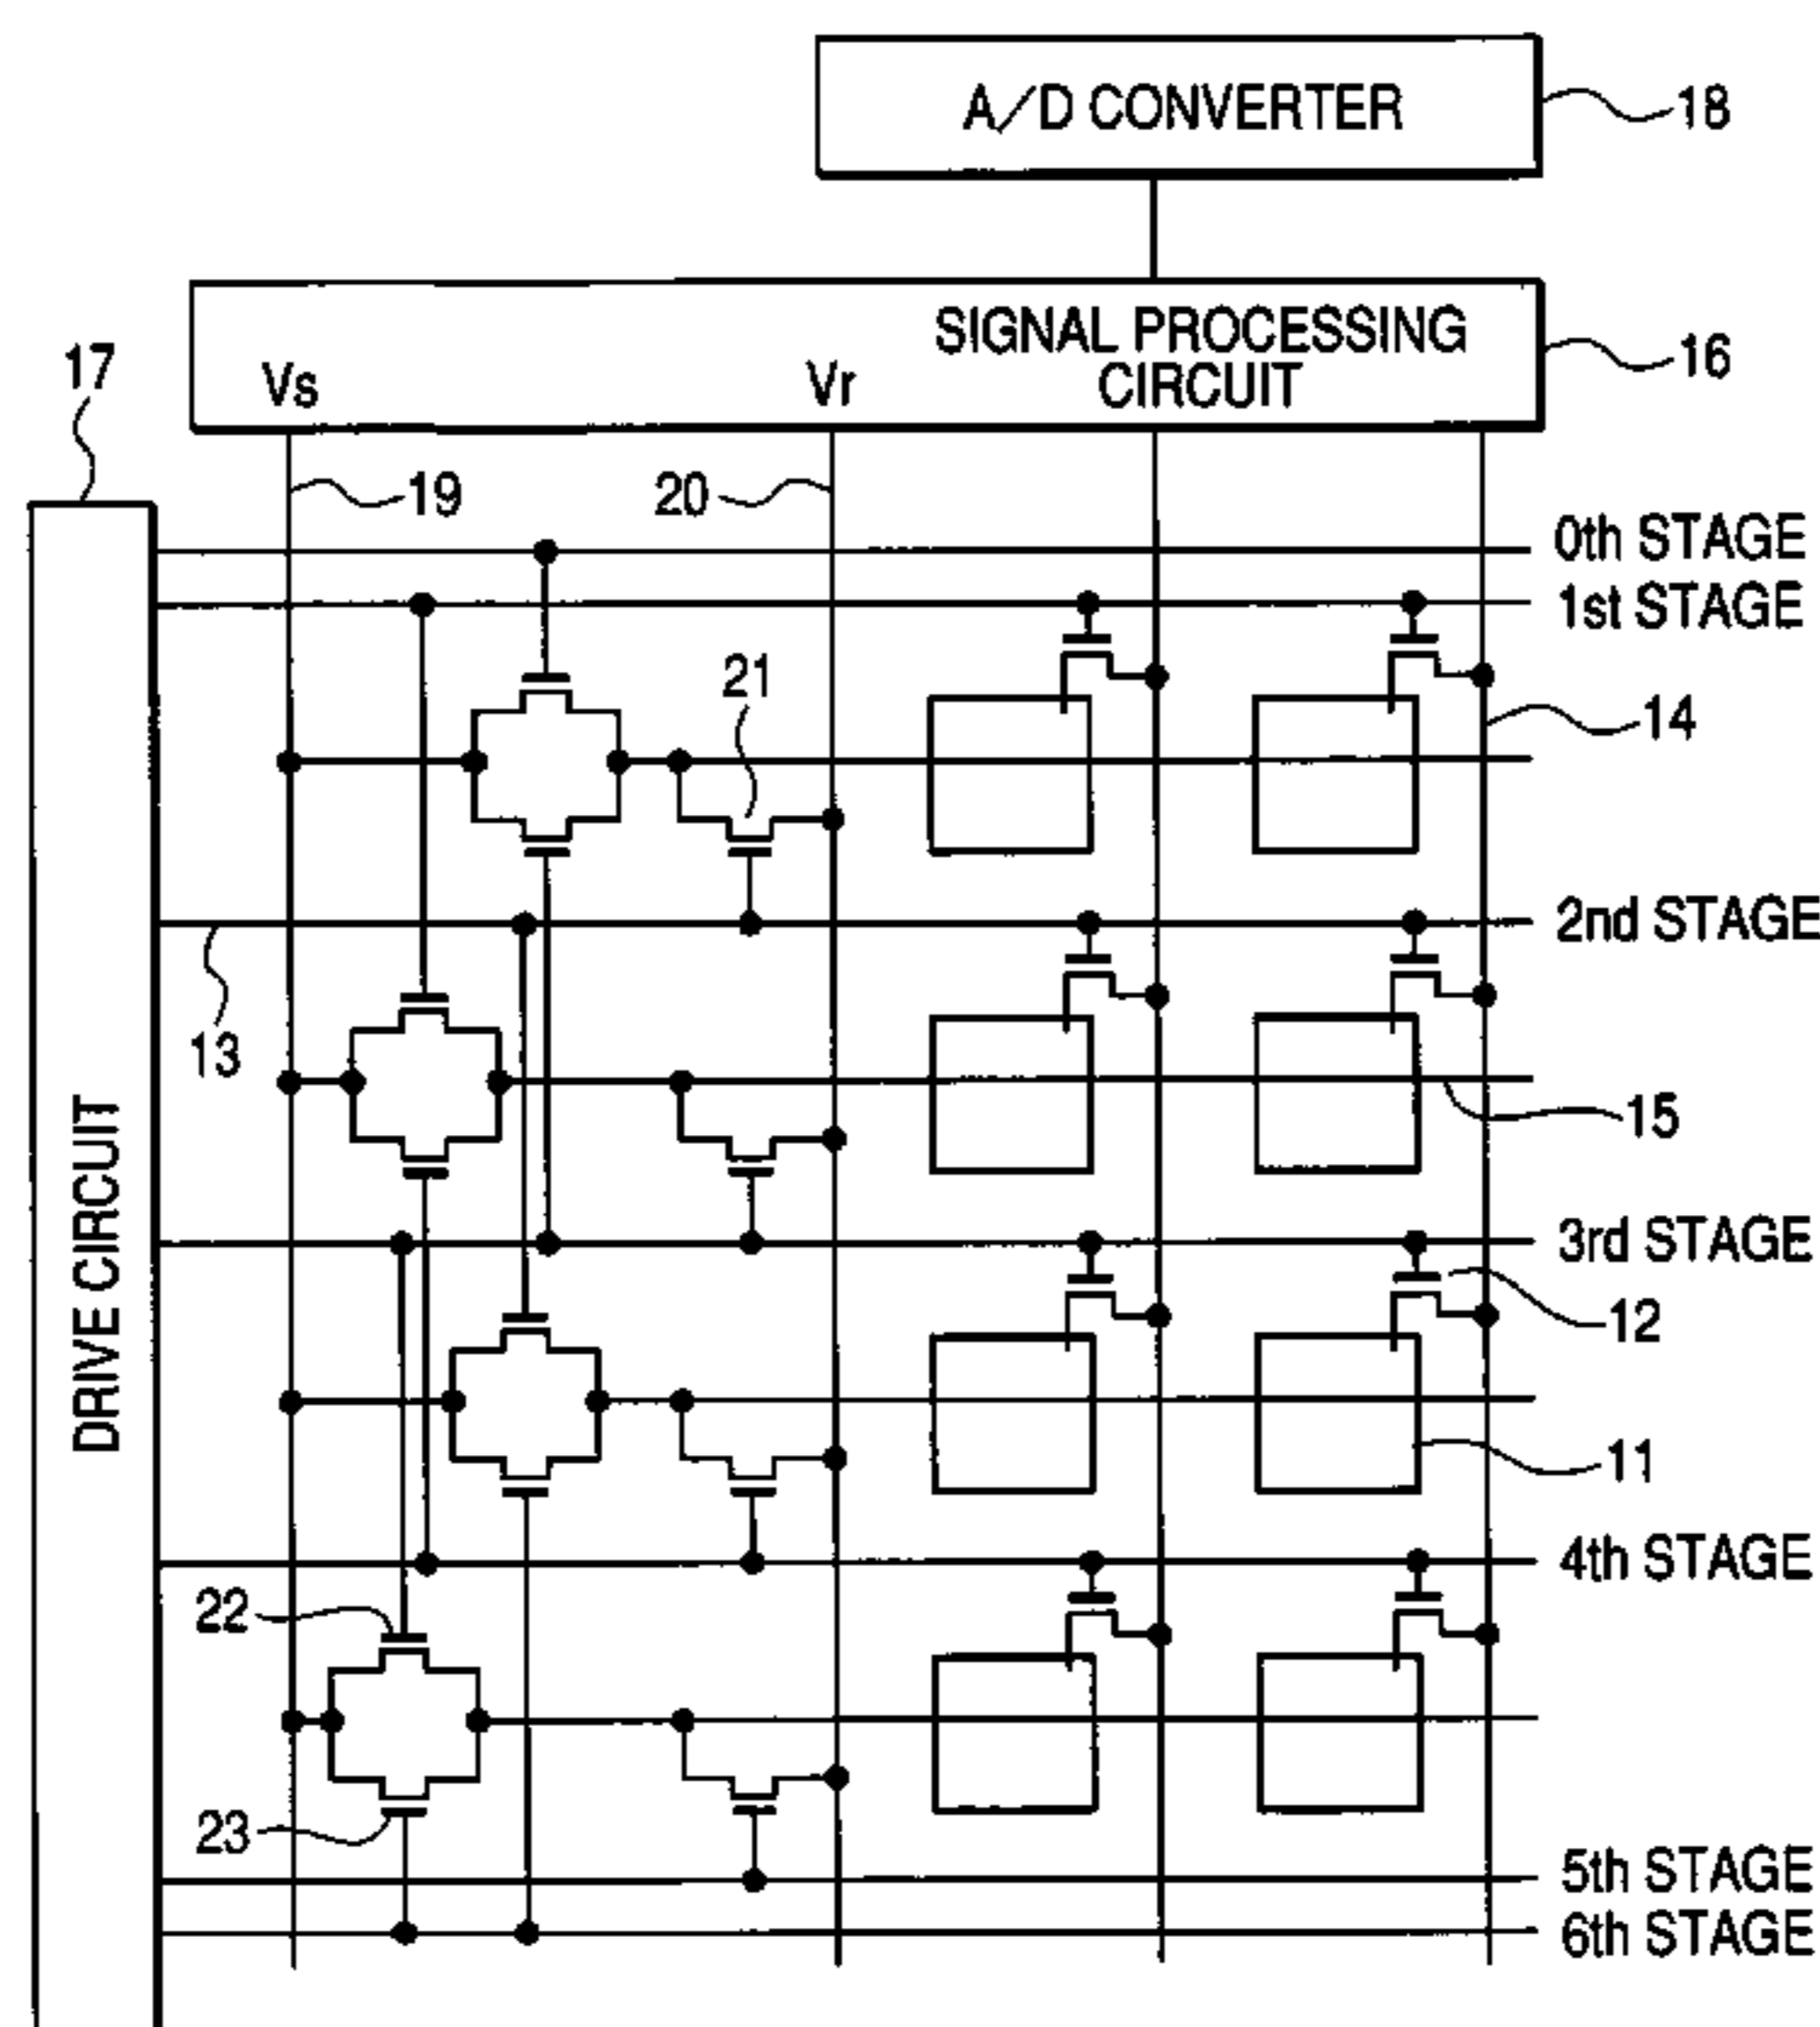 A/D CONVERTER
18
SIGNAL PROCESSING
CIRCUIT
Vs
Vr
16
17
19
20
0th STAGE
1st STAGE
21
14
2nd STAGE
13
15
DRIVE CIRCUIT
3rd STAGE
12
11
4th STAGE
22
23
5th STAGE
6th STAGE